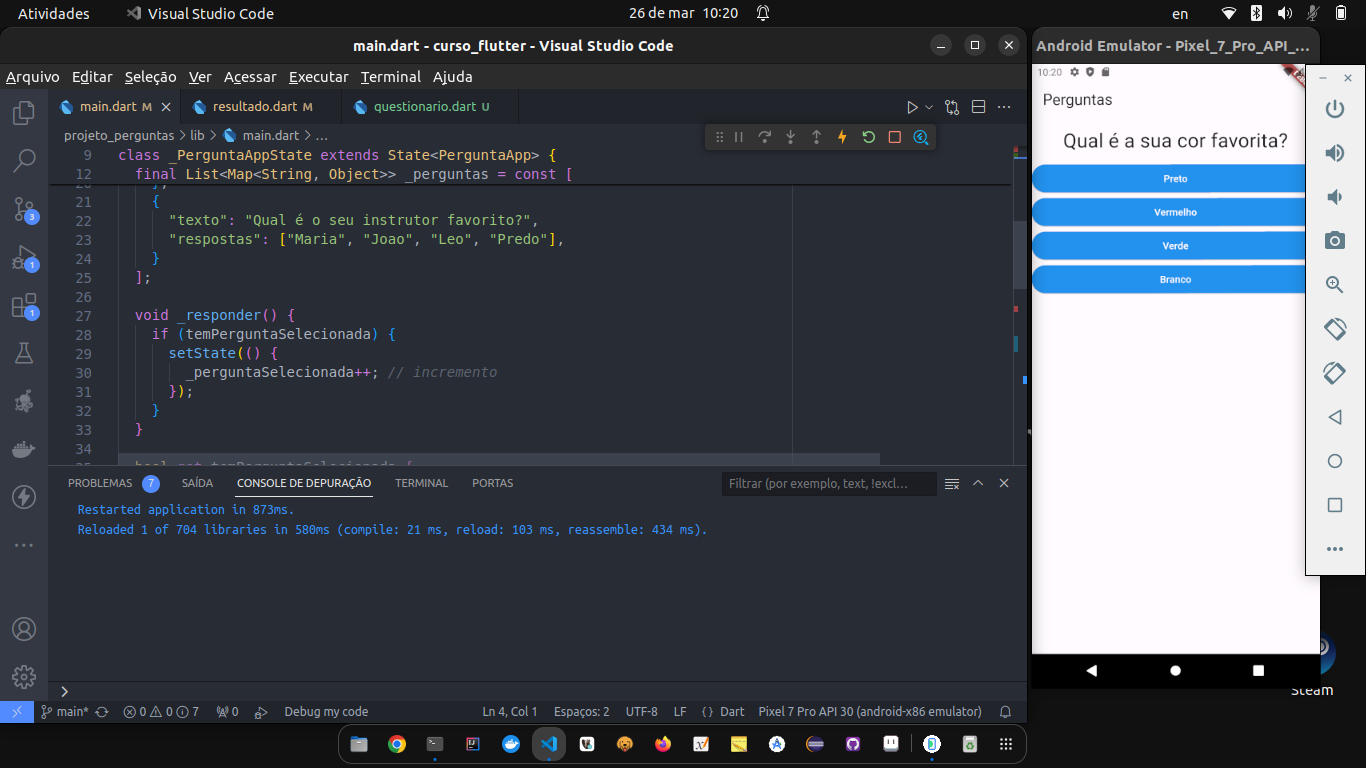 Atividades
Visual Studio Code
26 de mar 10:20
en
main.dart - curso_flutter - Visual Studio Code
Arquivo Editar Seleção Ver Acessar Executar Terminal Ajuda
main.dart M
resultado.dart M
questionario.dart U
projeto_perguntas > lib > main.dart > ...
9 class _PerguntaAppState extends State<PerguntaApp> {
12 final List<Map<String, Object>> _perguntas = const [
20 },
21 {
22 "texto": "Qual é o seu instrutor favorito?",
23 "respostas": ["Maria", "Joao", "Leo", "Predo"],
24 }
25 ];
26
27 void _responder() {
28 if (temPerguntaSelecionada) {
29 setState(() {
30 _perguntaSelecionada++; // incremento
31 });
32 }
33 }
34
35 bool get temPerguntaSelecionada {
3
1
1
PROBLEMAS 7 SAÍDA CONSOLE DE DEPURAÇÃO TERMINAL PORTAS
Filtrar (por exemplo, text, !excl...
Restarted application in 873ms.
Reloaded 1 of 704 libraries in 580ms (compile: 21 ms, reload: 103 ms, reassemble: 434 ms).
main* 0 0 7 0 Debug my code Ln 4, Col 1 Espaços: 2 UTF-8 LF {} Dart Pixel 7 Pro API 30 (android-x86 emulator)
Android Emulator - Pixel_7_Pro_API_...
10:20
Perguntas
Qual é a sua cor favorita?
Preto
Vermelho
Verde
Branco
Steam